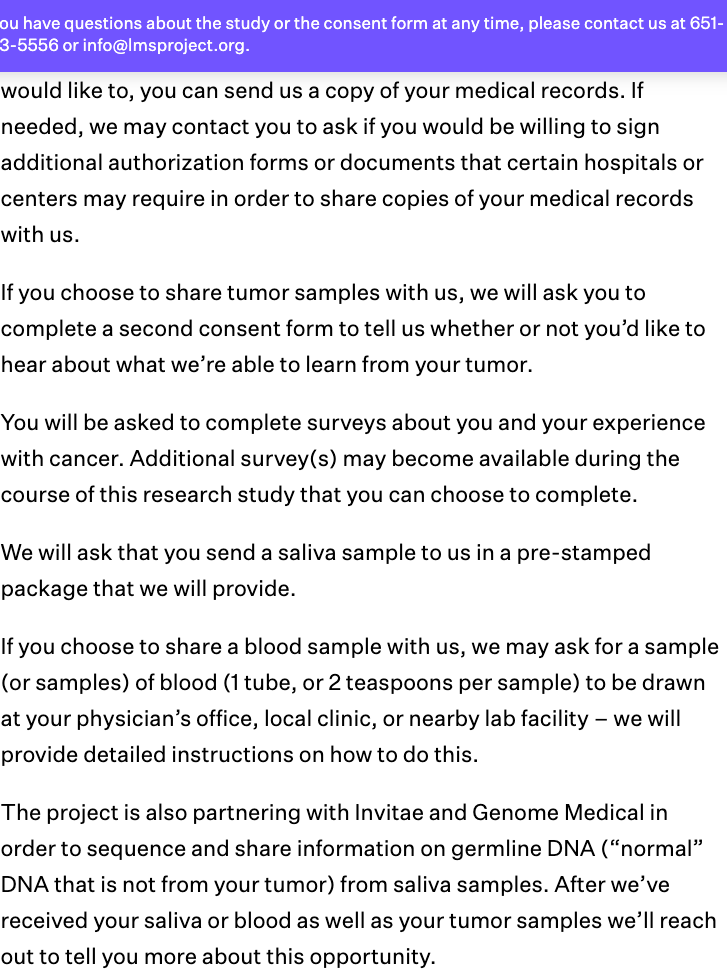 ou have questions about the study or the consent form at any time, please contact us at 651-
3-5556 or info@lmsproject.org.
would like to, you can send us a copy of your medical records. If
needed, we may contact you to ask if you would be willing to sign
additional authorization forms or documents that certain hospitals or
centers may require in order to share copies of your medical records
with us.
If you choose to share tumor samples with us, we will ask you to
complete a second consent form to tell us whether or not you’d like to
hear about what we’re able to learn from your tumor.
You will be asked to complete surveys about you and your experience
with cancer. Additional survey(s) may become available during the
course of this research study that you can choose to complete.
We will ask that you send a saliva sample to us in a pre-stamped
package that we will provide.
If you choose to share a blood sample with us, we may ask for a sample
(or samples) of blood (1 tube, or 2 teaspoons per sample) to be drawn
at your physician’s office, local clinic, or nearby lab facility – we will
provide detailed instructions on how to do this.
The project is also partnering with Invitae and Genome Medical in
order to sequence and share information on germline DNA (“normal”
DNA that is not from your tumor) from saliva samples. After we’ve
received your saliva or blood as well as your tumor samples we’ll reach
out to tell you more about this opportunity.